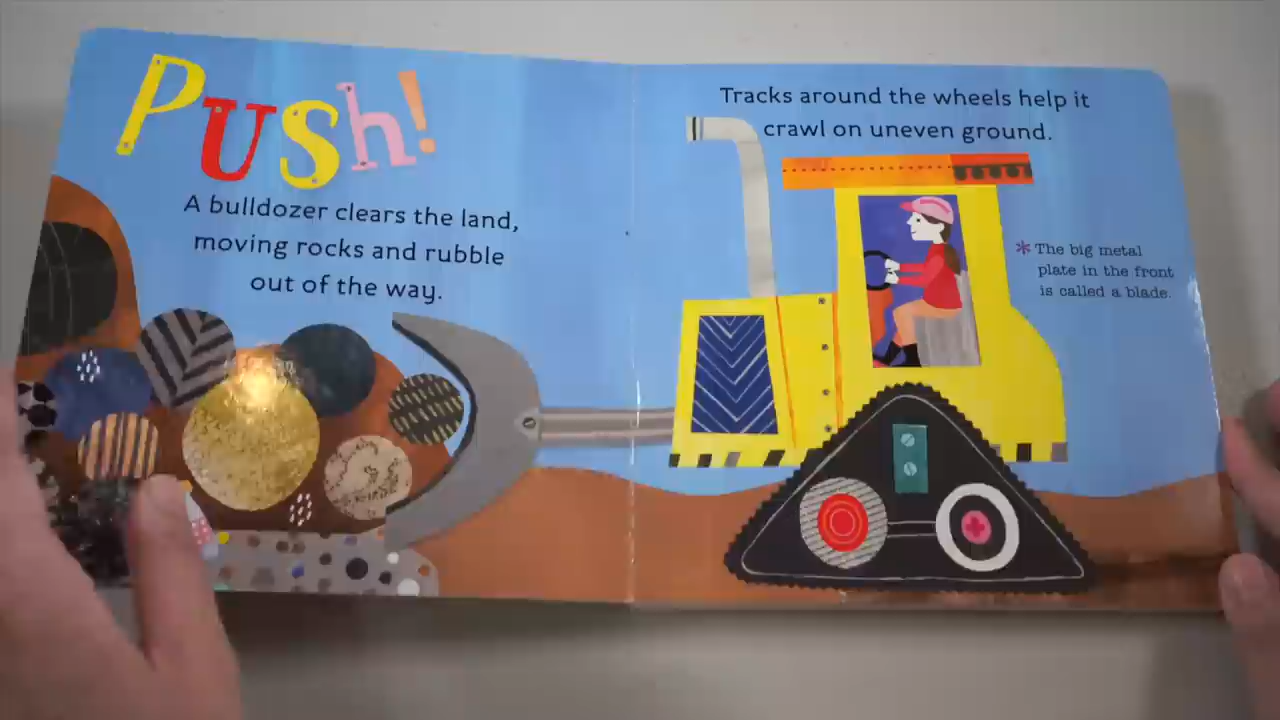 Push!
A bulldozer clears the land,
moving rocks and rubble
out of the way.
Tracks around the wheels help it
crawl on uneven ground.
* The big metal
plate in the front
is called a blade.